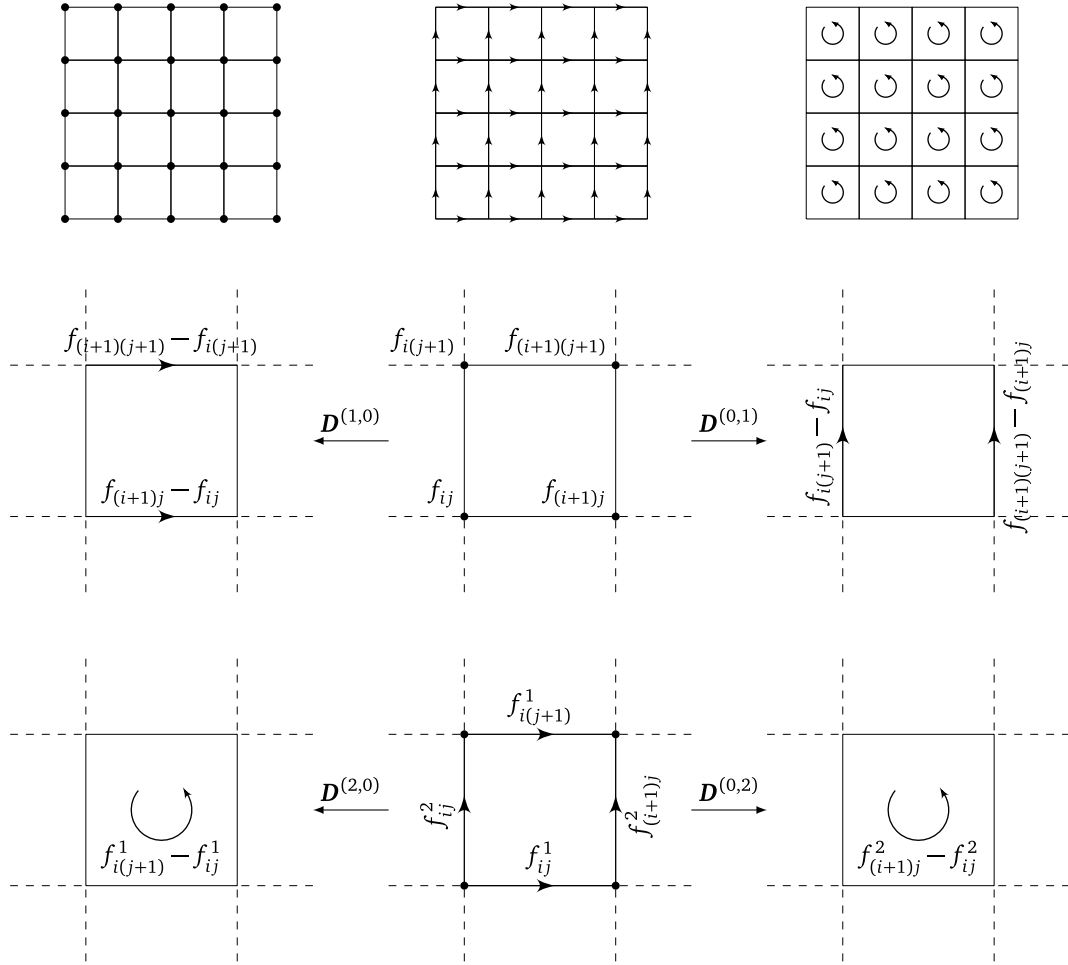 f_{(i+1)(j+1)} − f_{i(j+1)}
f_{i(j+1)} f_{(i+1)(j+1)}
D^{(1,0)} D^{(0,1)}
f_{i(j+1)} − f_{ij}
f_{(i+1)(j+1)} − f_{(i+1)j}
f_{(i+1)j} − f_{ij}
f_{ij} f_{(i+1)j}
f^1_{i(j+1)}
D^{(2,0)} D^{(0,2)}
f^2_{ij} f^2_{(i+1)j}
f^1_{i(j+1)} − f^1_{ij}
f^1_{ij}
f^2_{(i+1)j} − f^2_{ij}